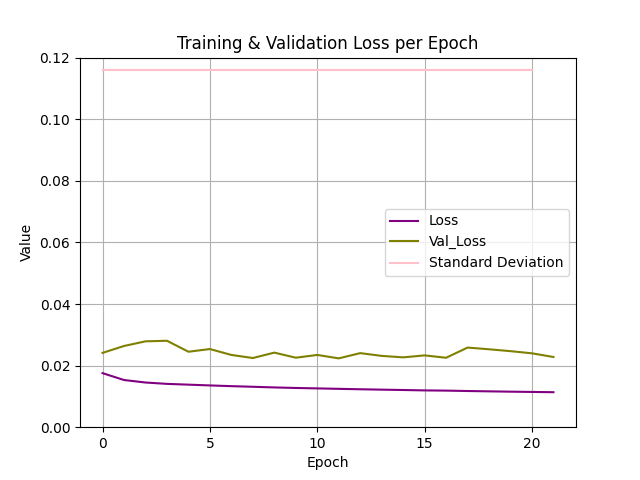 Training & Validation Loss per Epoch
0.12
0.10
0.08
0.06
0.04
0.02
0.00
Value
Loss
Val_Loss
Standard Deviation
0 5 10 15 20
Epoch